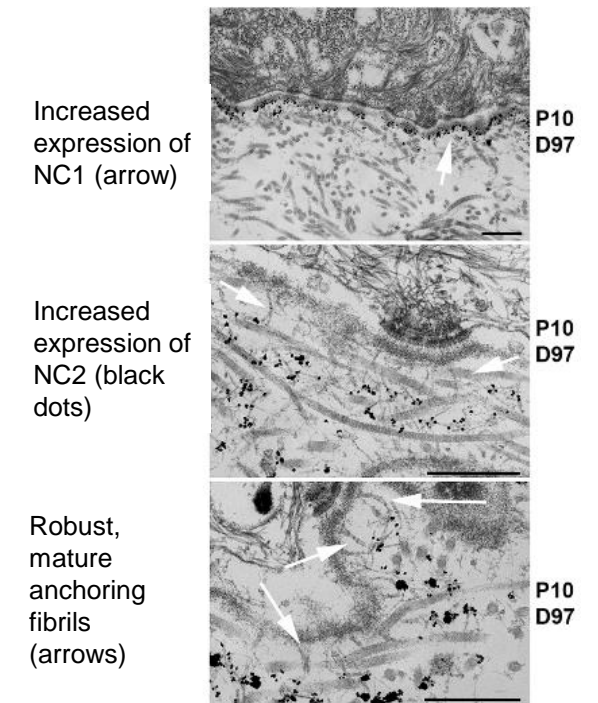 Increased
expression of
NC1 (arrow)
P10
D97
Increased
expression of
NC2 (black
dots)
P10
D97
Robust,
mature
anchoring
fibrils
(arrows)
P10
D97